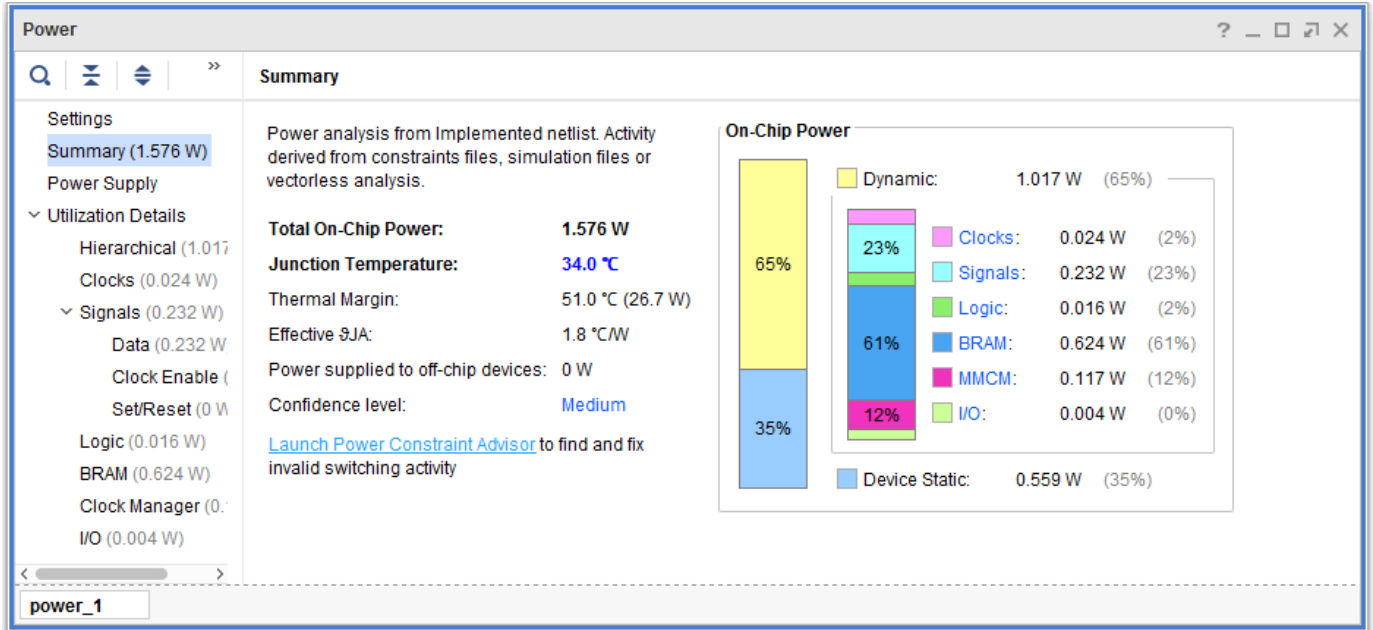 Power
Summary
Settings
Summary (1.576 W)
Power Supply
Utilization Details
Hierarchical (1.017
Clocks (0.024 W)
Signals (0.232 W)
Data (0.232 W
Clock Enable (
Set/Reset (0 W
Logic (0.016 W)
BRAM (0.624 W)
Clock Manager (0.
I/O (0.004 W)
Power analysis from Implemented netlist. Activity
derived from constraints files, simulation files or
vectorless analysis.
Total On-Chip Power: 1.576 W
Junction Temperature: 34.0 °C
Thermal Margin: 51.0 °C (26.7 W)
Effective ϑJA: 1.8 °C/W
Power supplied to off-chip devices: 0 W
Confidence level: Medium
Launch Power Constraint Advisor to find and fix
invalid switching activity
On-Chip Power
65%
35%
Dynamic: 1.017 W (65%)
23%
61%
12%
Clocks: 0.024 W (2%)
Signals: 0.232 W (23%)
Logic: 0.016 W (2%)
BRAM: 0.624 W (61%)
MMCM: 0.117 W (12%)
I/O: 0.004 W (0%)
Device Static: 0.559 W (35%)
power_1